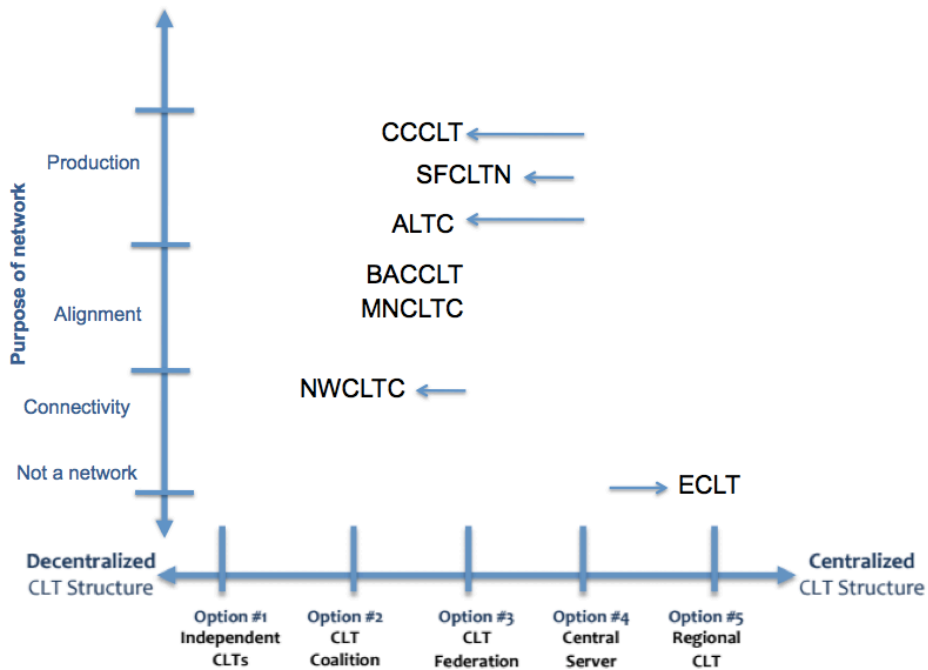 CCCLT
Production
SFCLTN
ALTC
Purpose of network
BACCLT
MNCLTC
Alignment
NWCLTC
Connectivity
Not a network
ECLT
Decentralized
CLT Structure
Centralized
CLT Structure
Option #1
Independent
CLTs
Option #2
CLT
Coalition
Option #3
CLT
Federation
Option #4
Central
Server
Option #5
Regional
CLT